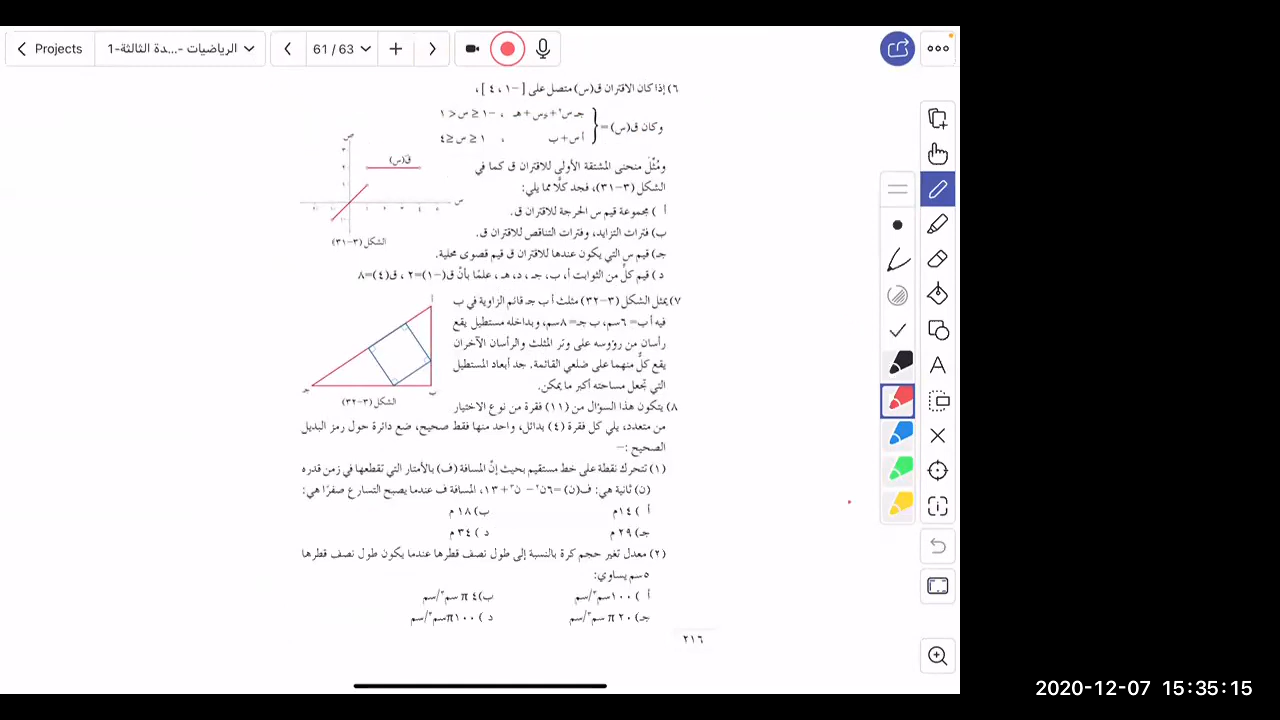 Projects
الرياضيات -...دة الثالثة-1
61 / 63
٦) إذا كان الاقتران ق(س) متصل على [ -١ ، ٤ ] ،
وكان ق(س) =
جـ س٢ + د س + هـ ، -١ ≤ س < ١
أ س + ب ، ١ ≤ س ≤ ٤
ومُثِّلَ منحنى المشتقة الأولى للاقتران ق كما في
الشكل (٣-٣١)، فجد كلًا مما يلي:
أ ) مجموعة قيم س الحرجة للاقتران ق.
ب) فترات التزايد، وفترات التناقص للاقتران ق.
جـ) قيم س التي يكون عندها للاقتران ق قيم قصوى محلية.
د ) قيم كلٍّ من الثوابت أ، ب، جـ ، د، هـ ، علمًا بأن ق(-١)=٢ ، ق(٤)=٨
ص
قَ(س)
س
الشكل (٣-٣١)
٧) يمثل الشكل (٣-٣٢) مثلث أ ب جـ قائم الزاوية في ب
فيه أ ب= ٦سم، ب جـ= ٨سم، وبداخله مستطيل يقع
رأسان من رؤوسه على وتر المثلث والرأسان الآخران
يقع كلٌّ منهما على ضلعي القائمة. جد أبعاد المستطيل
التي تجعل مساحته أكبر ما يمكن.
أ
ب
جـ
الشكل (٣-٣٢)
٨) يتكون هذا السؤال من (١١) فقرة من نوع الاختيار
من متعدد، يلي كل فقرة (٤) بدائل، واحد منها فقط صحيح، ضع دائرة حول رمز البديل
الصحيح :-
(١) تتحرك نقطة على خط مستقيم بحيث إنَّ المسافة (ف) بالأمتار التي تقطعها في زمن قدره
(ن) ثانية هي: ف(ن) =٦ن٢ - ن٣ + ١٣، المسافة ف عندما يصبح التسارع صفرًا هي:
أ ) ١٤م ب) ١٨ م
جـ) ٢٩ م د ) ٣٤ م
(٢) معدل تغير حجم كرة بالنسبة إلى طول نصف قطرها عندما يكون طول نصف قطرها
٥سم يساوي:
أ ) ١٠٠سم٣/سم ب) ٤ π سم٣/سم
جـ) ٢٠ π سم٣/سم د ) ١٠٠πسم٣/سم
٢١٦
2020-12-07 15:35:15